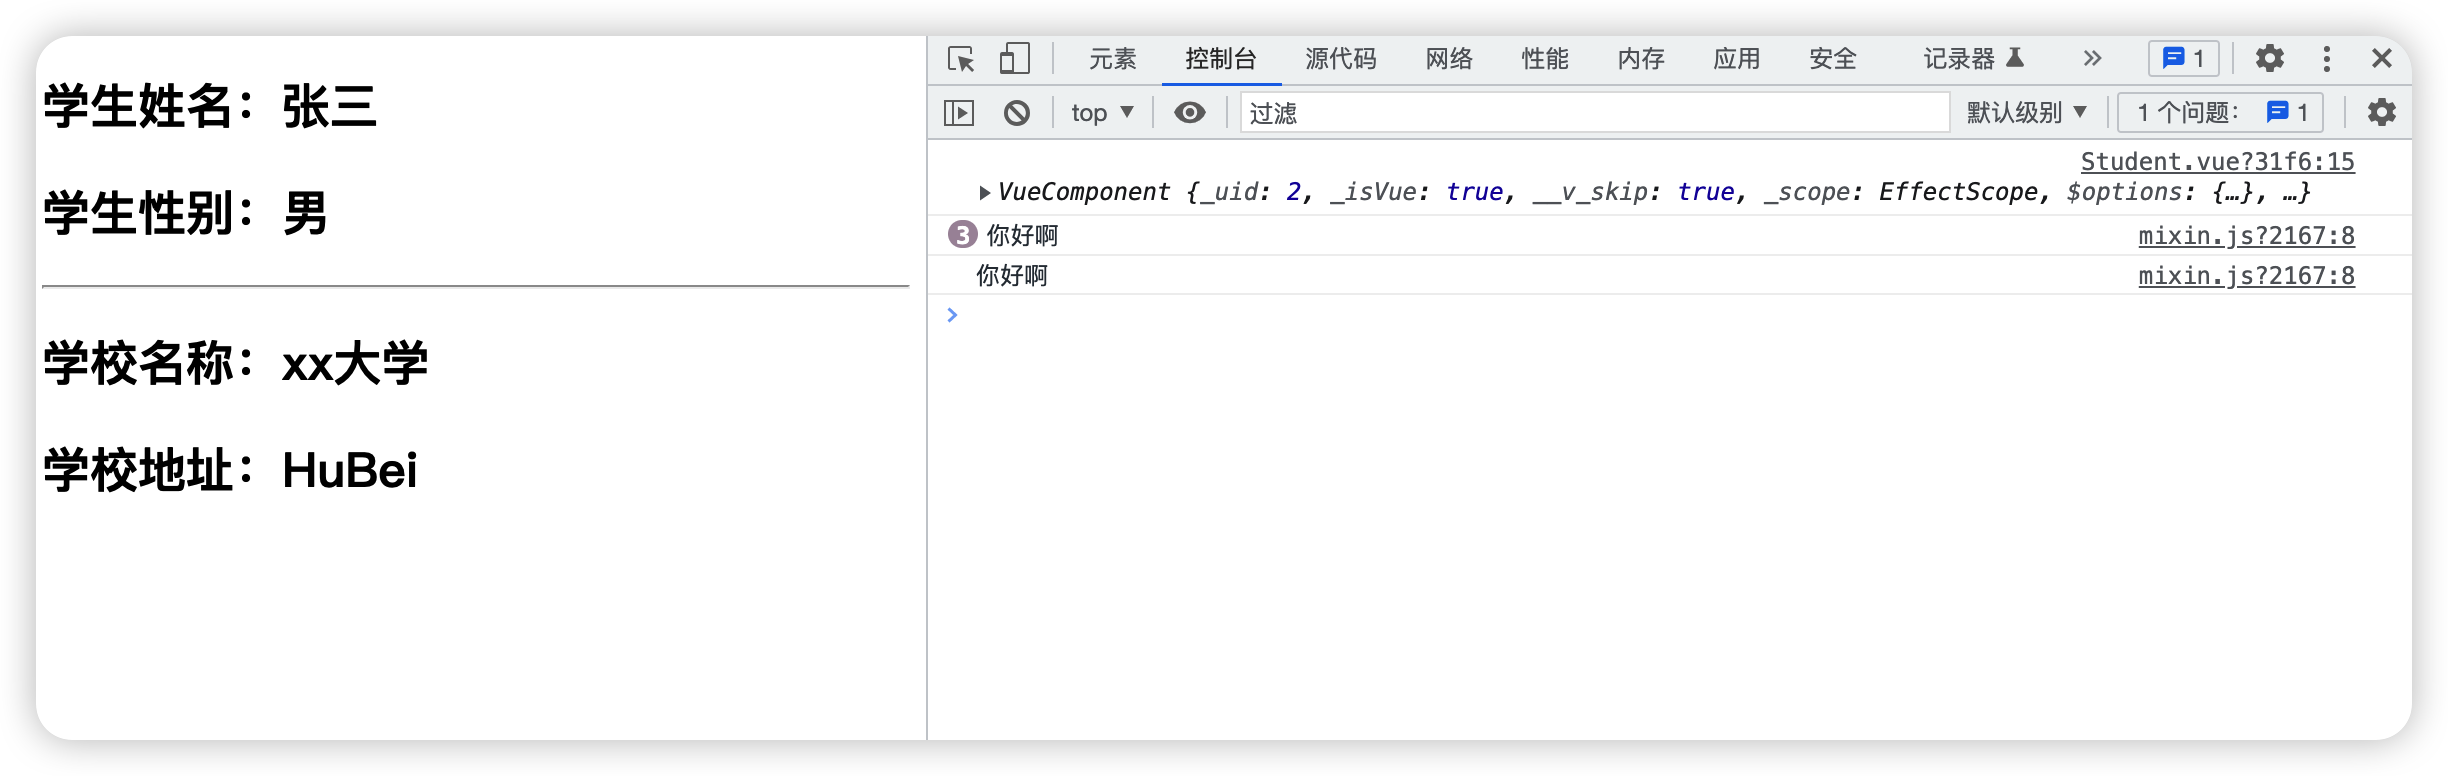 学生姓名：张三
学生性别：男
学校名称：xx大学
学校地址：HuBei
元素 控制台 源代码 网络 性能 内存 应用 安全 记录器 1
top 过滤 默认级别 1 个问题： 1
Student.vue?31f6:15
VueComponent {_uid: 2, _isVue: true, __v_skip: true, _scope: EffectScope, $options: {…}, …}
3 你好啊 mixin.js?2167:8
你好啊 mixin.js?2167:8